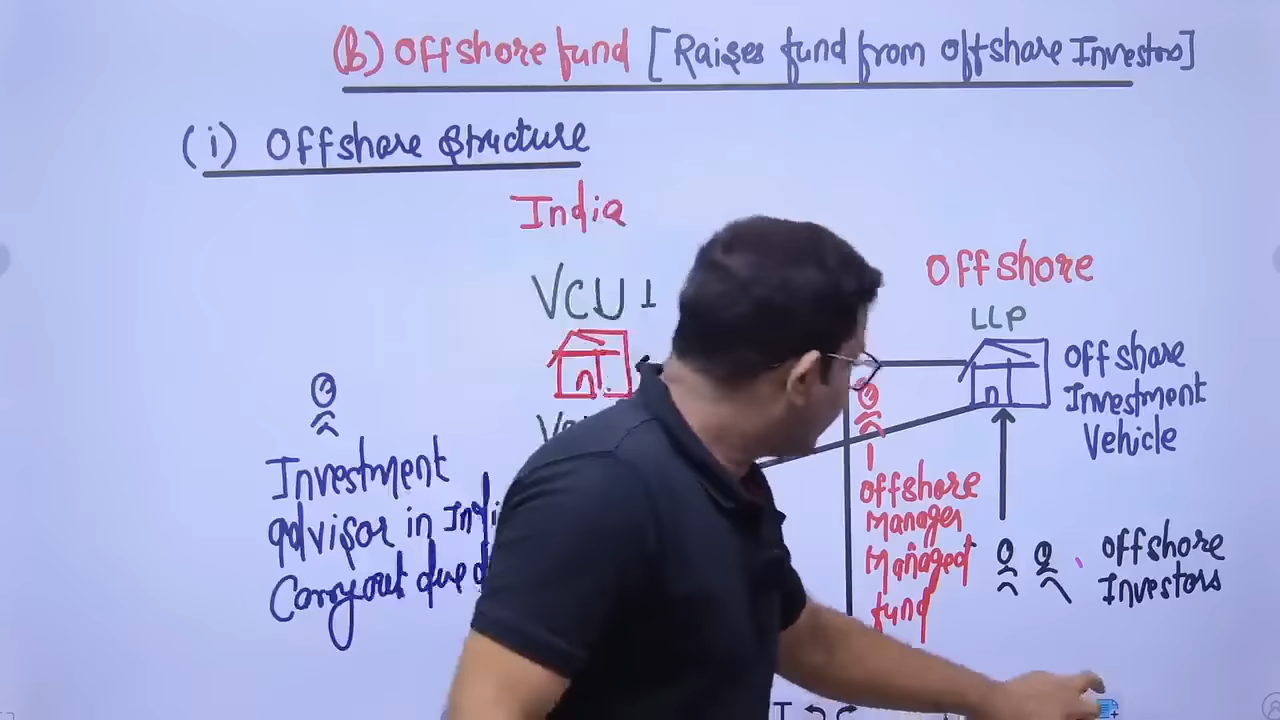 (b) Offshore fund [Raises fund from offshore Investors]
(i) Offshore Structure
India
VCU 1
Offshore
LLP
Offshore
Investment
Vehicle
Investment
advisor in
Carry out due
Offshore
Manager
Managed
fund
Offshore
Investors